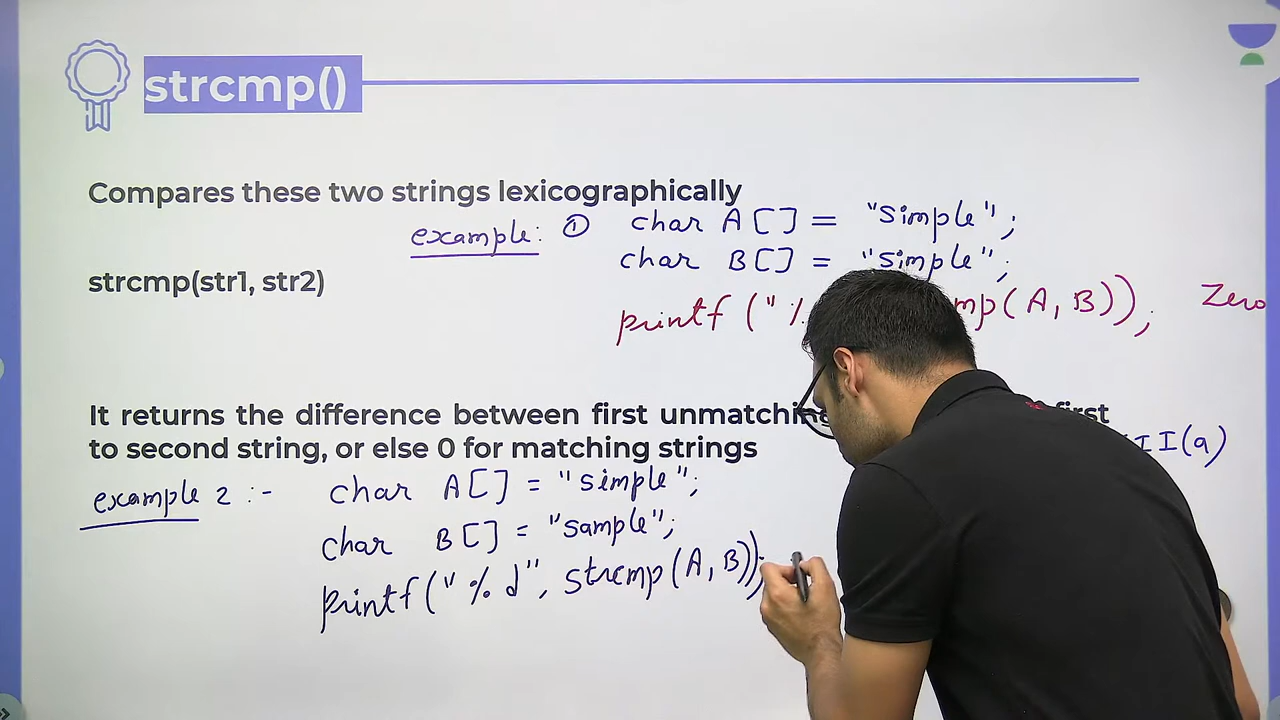 strcmp()
Compares these two strings lexicographically
example: ① char A[] = "simple";
char B[] = "simple";
strcmp(str1, str2)
printf ("% mp(A, B)); Zero
It returns the difference between first unmatching first
to second string, or else 0 for matching strings
II(a)
example 2 :- char A[] = "simple";
char B[] = "sample";
printf("%d", strcmp(A, B));